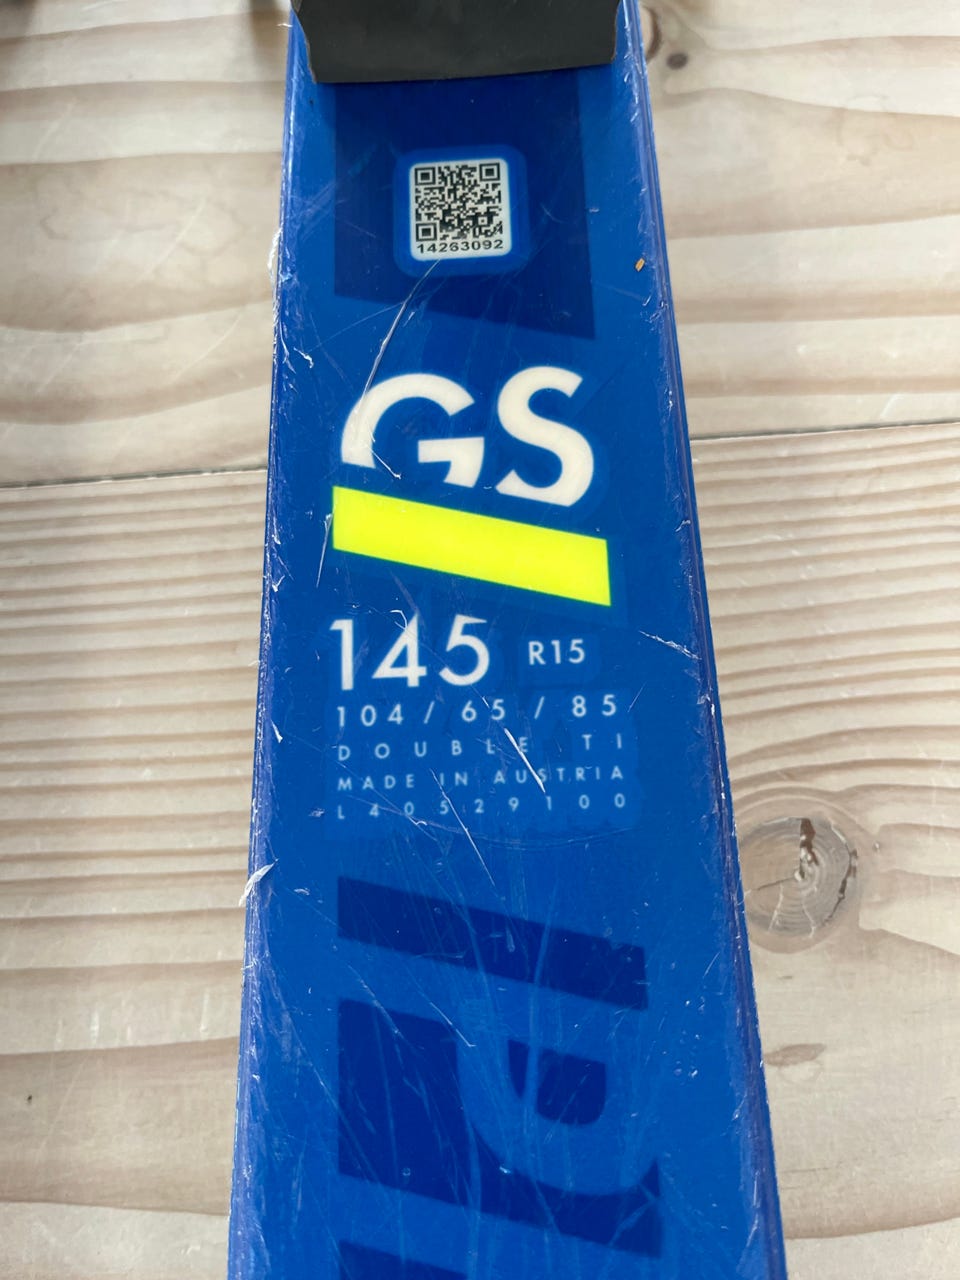 14263092
GS
145 R15
104 / 65 / 85
DOUBLE TI
MADE IN AUSTRIA
L40529100